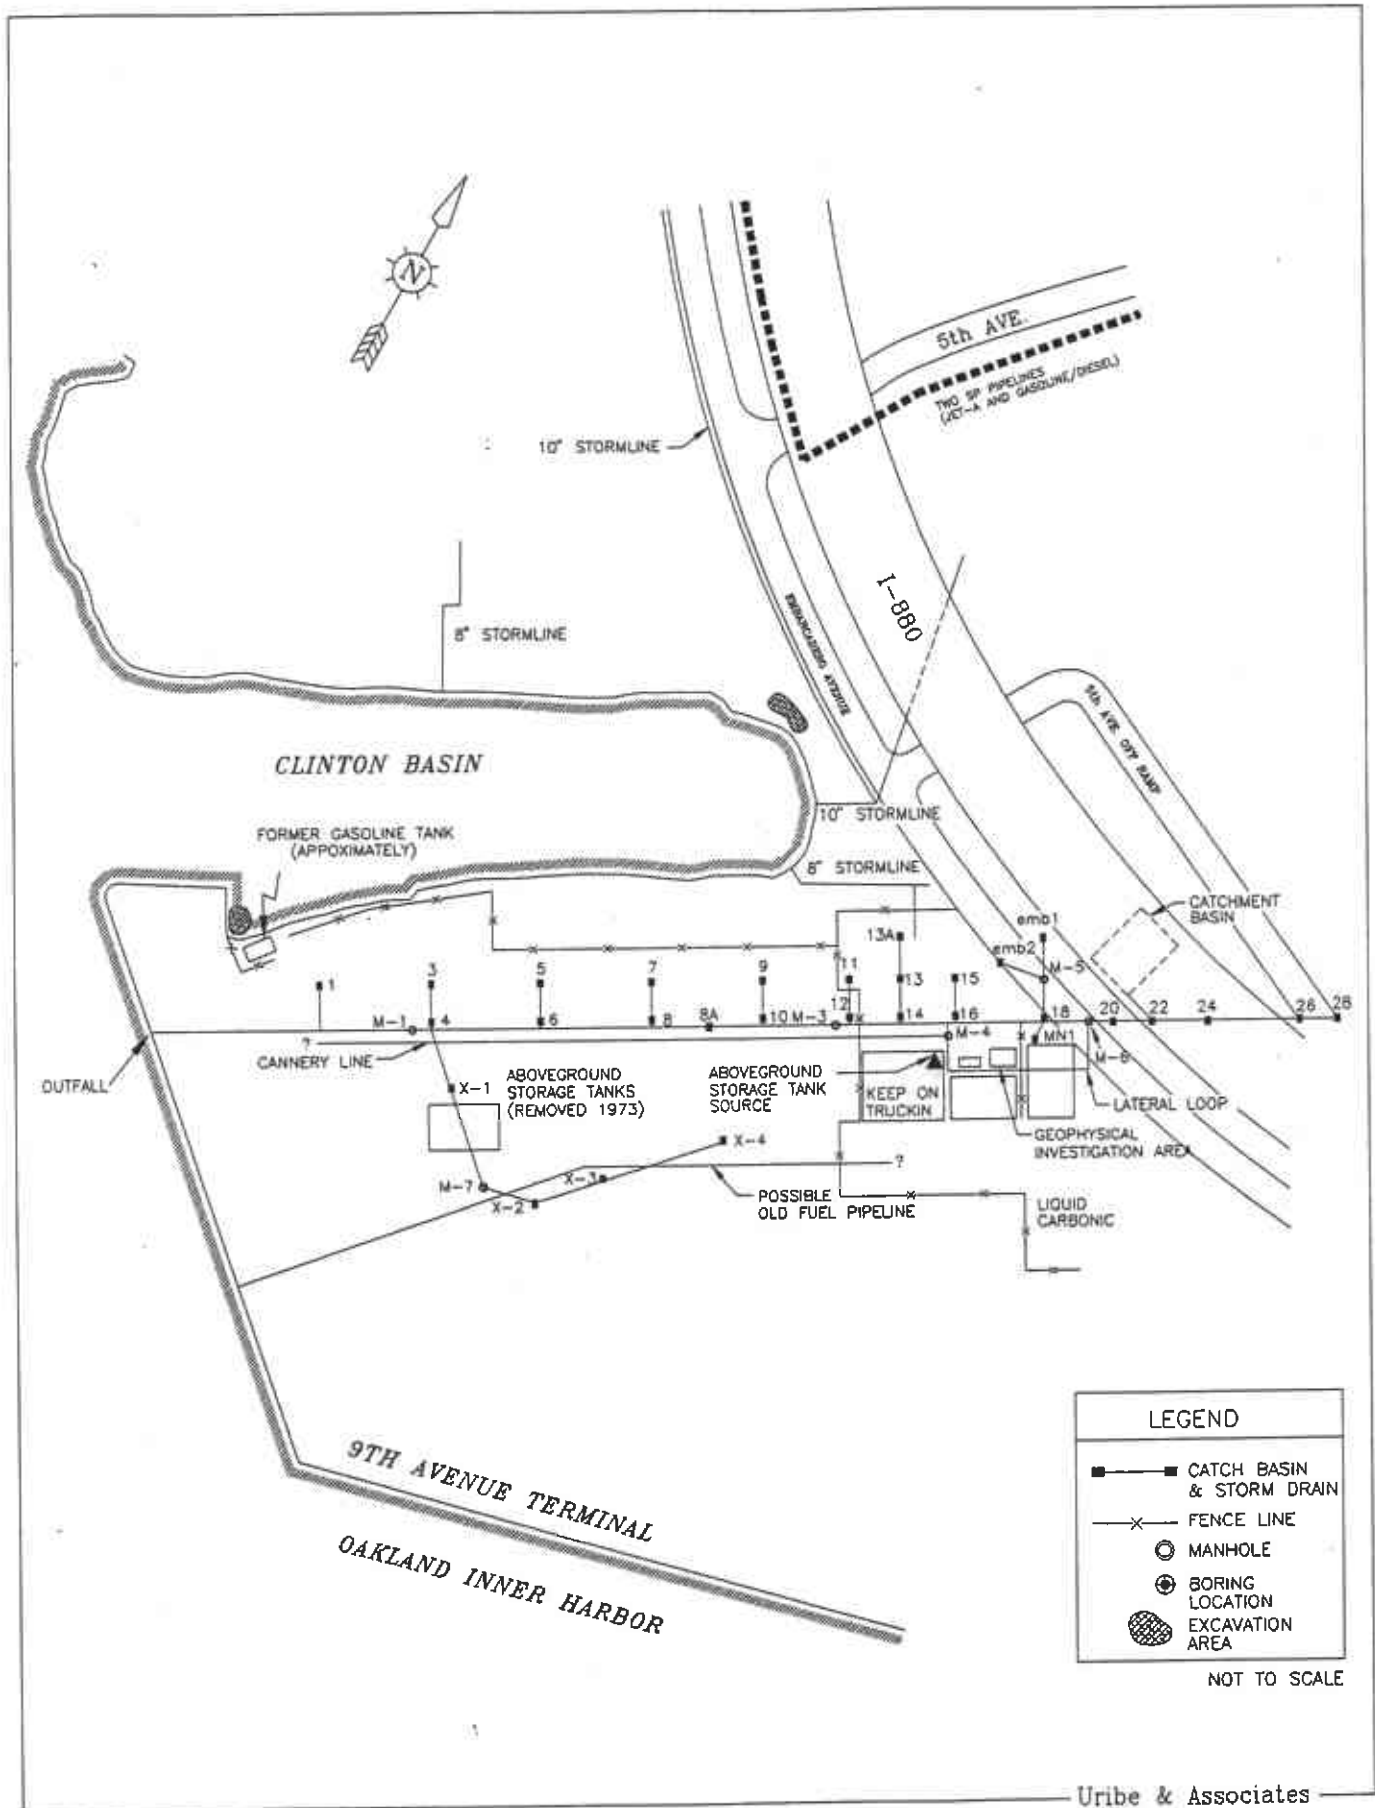 N
5th AVE.
TWO SP PIPELINES
(JET-A AND GASOLINE/DIESEL)
10" STORMLINE
I-880
EMBARCADERO AVENUE
8" STORMLINE
5th AVE OFF RAMP
CLINTON BASIN
10" STORMLINE
FORMER GASOLINE TANK
(APPOXIMATELY)
8" STORMLINE
CATCHMENT
BASIN
emb1
13A
emb2
M-5
1
3
5
7
9
11
13
15
M-1
4
6
8
8A
10
M-3
12
14
16
18
20
22
24
26
28
M-4
MN1
M-6
?
CANNERY LINE
OUTFALL
X-1
ABOVEGROUND
STORAGE TANKS
(REMOVED 1973)
ABOVEGROUND
STORAGE TANK
SOURCE
KEEP ON
TRUCKIN
LATERAL LOOP
GEOPHYSICAL
INVESTIGATION AREA
X-4
?
M-7
X-3
X-2
POSSIBLE
OLD FUEL PIPELINE
LIQUID
CARBONIC
9TH AVENUE TERMINAL
OAKLAND INNER HARBOR
LEGEND
CATCH BASIN
& STORM DRAIN
FENCE LINE
MANHOLE
BORING
LOCATION
EXCAVATION
AREA
NOT TO SCALE
Uribe & Associates